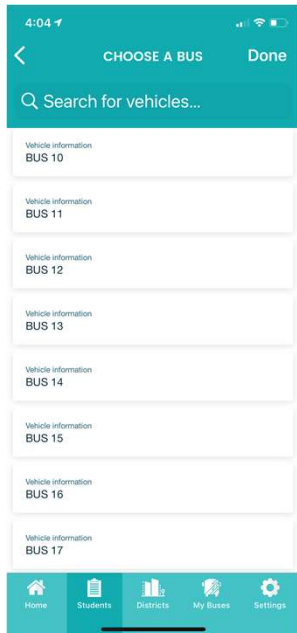 4:04
CHOOSE A BUS
Done
Search for vehicles...
Vehicle information
BUS 10
Vehicle information
BUS 11
Vehicle information
BUS 12
Vehicle information
BUS 13
Vehicle information
BUS 14
Vehicle information
BUS 15
Vehicle information
BUS 16
Vehicle information
BUS 17
Home
Students
Districts
My Buses
Settings